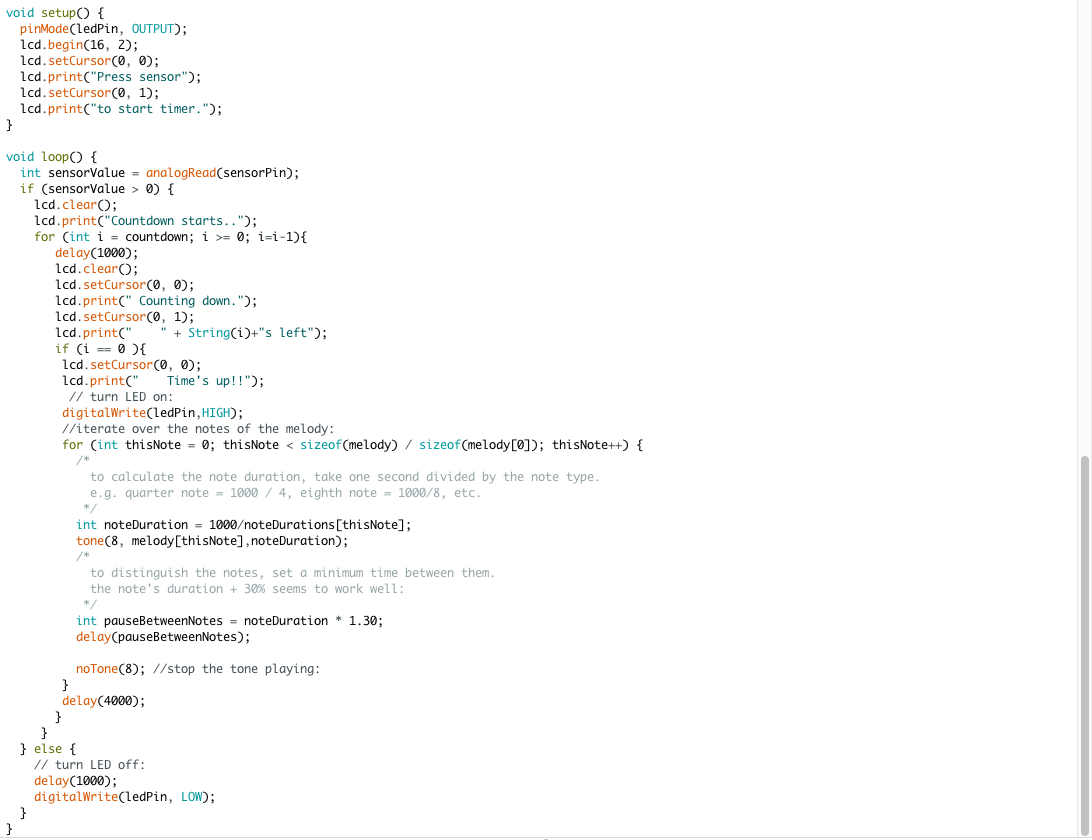 void setup() {
  pinMode(ledPin, OUTPUT);
  lcd.begin(16, 2);
  lcd.setCursor(0, 0);
  lcd.print("Press sensor");
  lcd.setCursor(0, 1);
  lcd.print("to start timer.");
}

void loop() {
  int sensorValue = analogRead(sensorPin);
  if (sensorValue > 0) {
    lcd.clear();
    lcd.print("Countdown starts..");
    for (int i = countdown; i >= 0; i=i-1){
       delay(1000);
       lcd.clear();
       lcd.setCursor(0, 0);
       lcd.print(" Counting down.");
       lcd.setCursor(0, 1);
       lcd.print("    " + String(i)+"s left");
       if (i == 0 ){
        lcd.setCursor(0, 0);
        lcd.print("    Time's up!!");
         // turn LED on:
        digitalWrite(ledPin,HIGH);
        //iterate over the notes of the melody:
        for (int thisNote = 0; thisNote < sizeof(melody) / sizeof(melody[0]); thisNote++) {
          /*
            to calculate the note duration, take one second divided by the note type.
            e.g. quarter note = 1000 / 4, eighth note = 1000/8, etc.
           */
          int noteDuration = 1000/noteDurations[thisNote];
          tone(8, melody[thisNote],noteDuration);
          /*
            to distinguish the notes, set a minimum time between them.
            the note's duration + 30% seems to work well:
           */
          int pauseBetweenNotes = noteDuration * 1.30;
          delay(pauseBetweenNotes);

          noTone(8); //stop the tone playing:
        }
        delay(4000);
       }
     }
  } else {
    // turn LED off:
    delay(1000);
    digitalWrite(ledPin, LOW);
  }
}